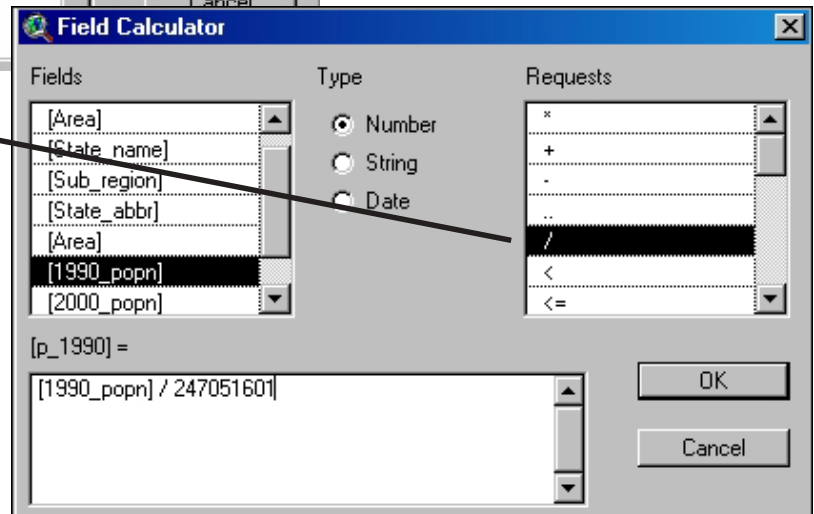 Cancel
Field Calculator
Fields
Type
Requests
[Area]
[State_name]
[Sub_region]
[State_abbr]
[Area]
[1990_popn]
[2000_popn]
Number
String
Date
*
+
-
..
/
<
<=
[p_1990] =
[1990_popn] / 247051601
OK
Cancel